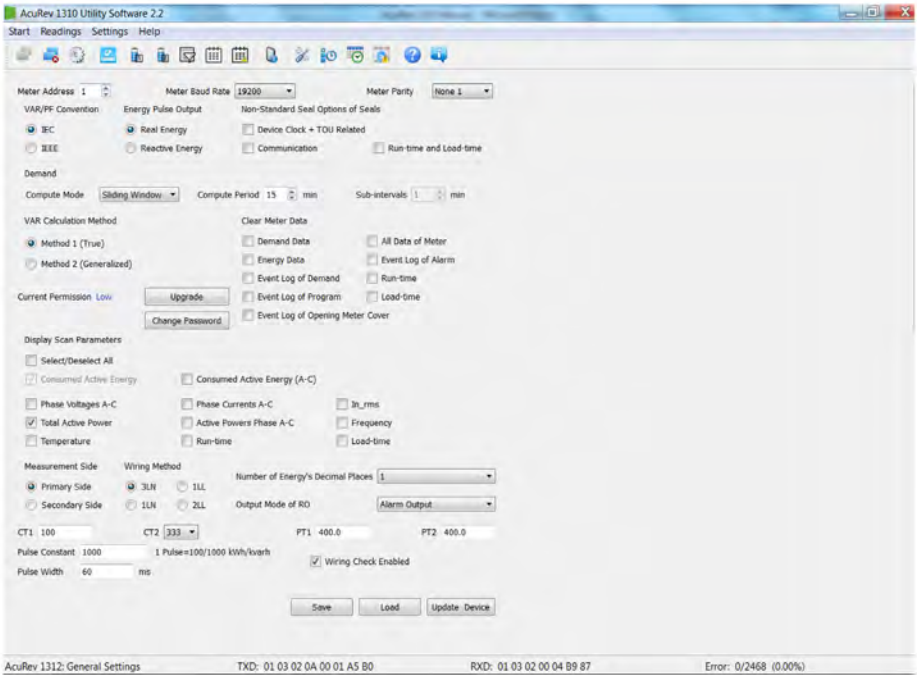 AcuRev 1310 Utility Software 2.2
Start Readings Settings Help
Meter Address 1 Meter Baud Rate 19200 Meter Parity None 1
VAR/PF Convention Energy Pulse Output Non-Standard Seal Options of Seals
IEC Real Energy Device Clock + TOU Related
IEEE Reactive Energy Communication Run-time and Load-time
Demand
Compute Mode Sliding Window Compute Period 15 min Sub-intervals 1 min
VAR Calculation Method Clear Meter Data
Method 1 (True) Demand Data All Data of Meter
Method 2 (Generalized) Energy Data Event Log of Alarm
Event Log of Demand Run-time
Current Permission Low Upgrade Event Log of Program Load-time
Change Password Event Log of Opening Meter Cover
Display Scan Parameters
Select/Deselect All
Consumed Active Energy Consumed Active Energy (A-C)
Phase Voltages A-C Phase Currents A-C In_rms
Total Active Power Active Powers Phase A-C Frequency
Temperature Run-time Load-time
Measurement Side Wiring Method Number of Energy's Decimal Places 1
Primary Side 3LN 1LL
Secondary Side 1LN 2LL Output Mode of RO Alarm Output
CT1 100 CT2 333 PT1 400.0 PT2 400.0
Pulse Constant 1000 1 Pulse=100/1000 kWh/kvarh
Wiring Check Enabled
Pulse Width 60 ms
Save Load Update Device
AcuRev 1312: General Settings TXD: 01 03 02 0A 00 01 A5 B0 RXD: 01 03 02 00 04 B9 87 Error: 0/2468 (0.00%)